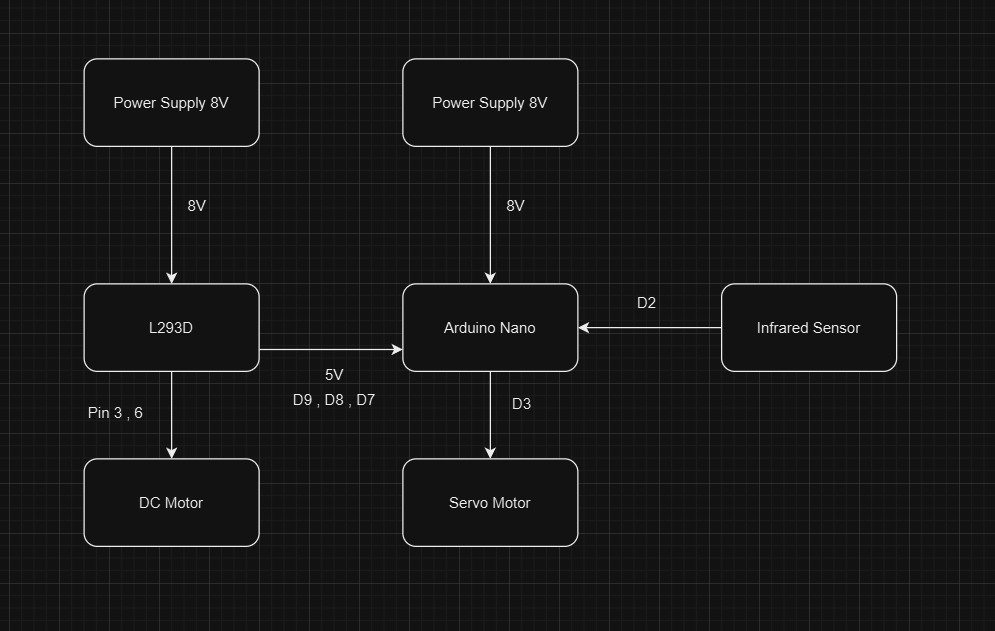 Power Supply 8V
Power Supply 8V
8V
8V
D2
L293D
Arduino Nano
Infrared Sensor
5V
D9 , D8 , D7
Pin 3 , 6
D3
DC Motor
Servo Motor